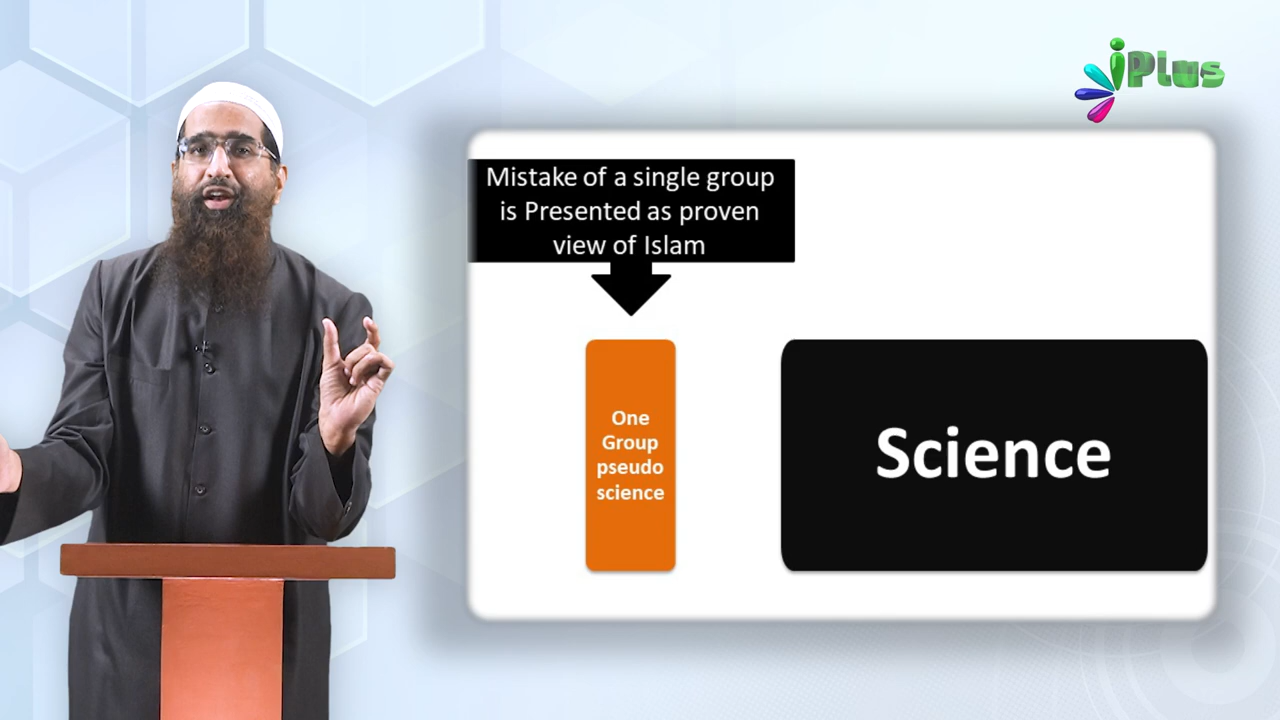 iPlus
Mistake of a single group
is Presented as proven
view of Islam
One
Group
pseudo
science
Science